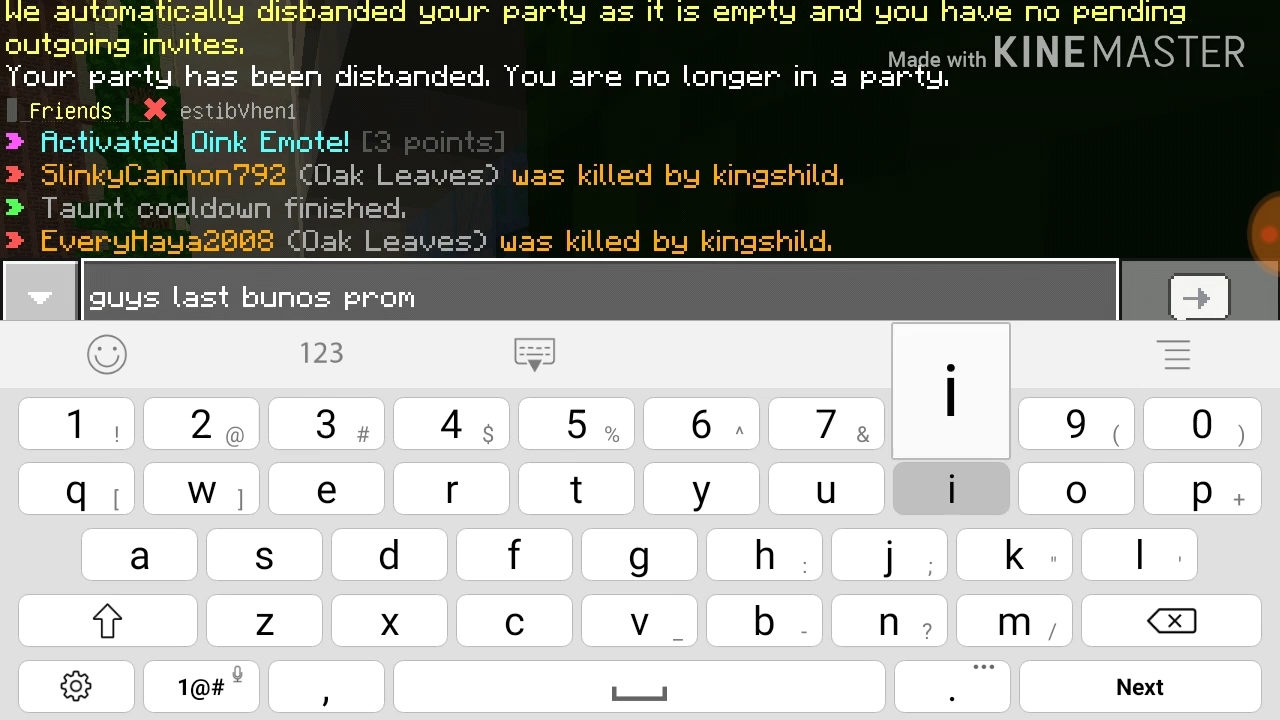 We automatically disbanded your party as it is empty and you have no pending
outgoing invites.
Made with KINEMASTER
Your party has been disbanded. You are no longer in a party.
Friends | ✖ estibVhen1
Activated Oink Emote! [3 points]
SlinkyCannon792 (Oak Leaves) was killed by kingshild.
Taunt cooldown finished.
EveryHaya2008 (Oak Leaves) was killed by kingshild.
guys last bunos prom
123
i
1 ! 2 @ 3 # 4 $ 5 % 6 ^ 7 & 9 ( 0 )
q [ w ] e r t y u i o p +
a s d f g h : j ; k " l '
z x c v _ b - n ? m /
1@# , . ... Next